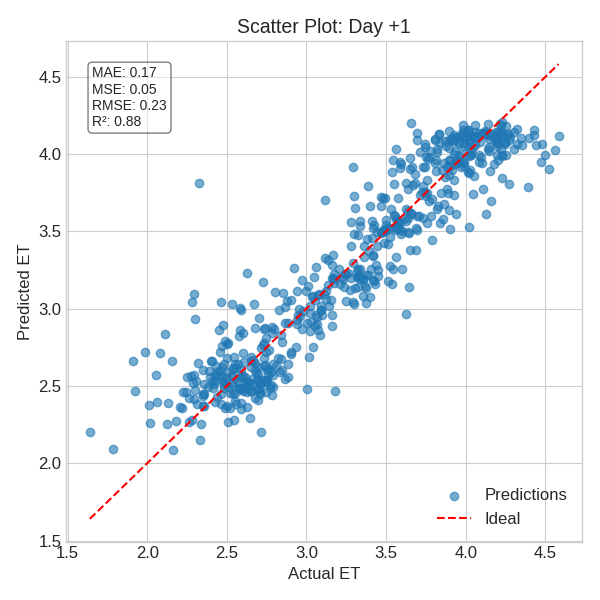 Scatter Plot: Day +1
MAE: 0.17
MSE: 0.05
RMSE: 0.23
R²: 0.88
4.5
4.0
3.5
3.0
2.5
2.0
1.5
Predicted ET
Predictions
Ideal
1.5 2.0 2.5 3.0 3.5 4.0 4.5
Actual ET